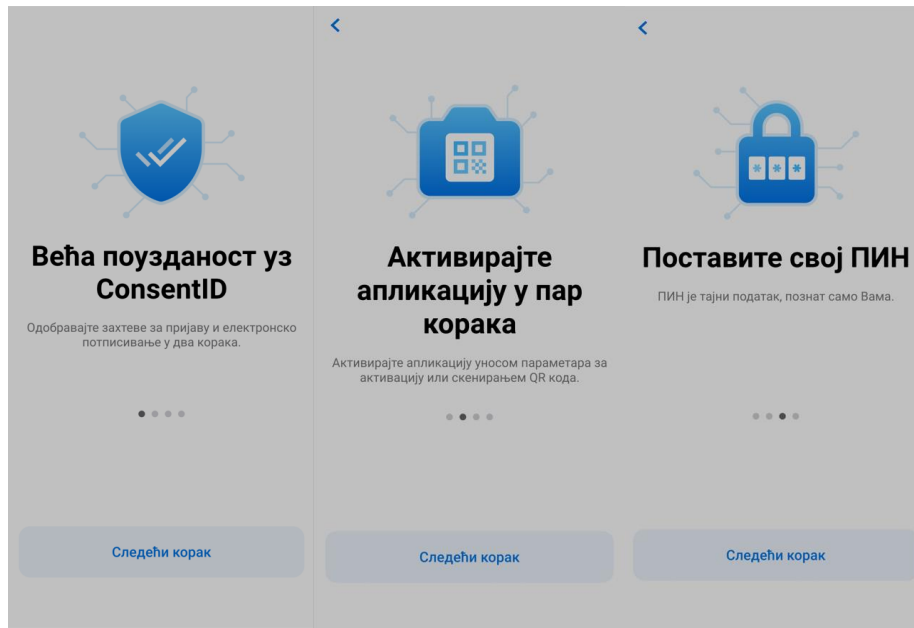 Већа поузданост уз
ConsentID
Одобравајте захтеве за пријаву и електронско
потписивање у два корака.
Следећи корак
Активирајте
апликацију у пар
корака
Активирајте апликацију уносом параметара за
активацију или скенирањем QR кода.
Следећи корак
Поставите свој ПИН
ПИН је тајни податак, познат само Вама.
Следећи корак